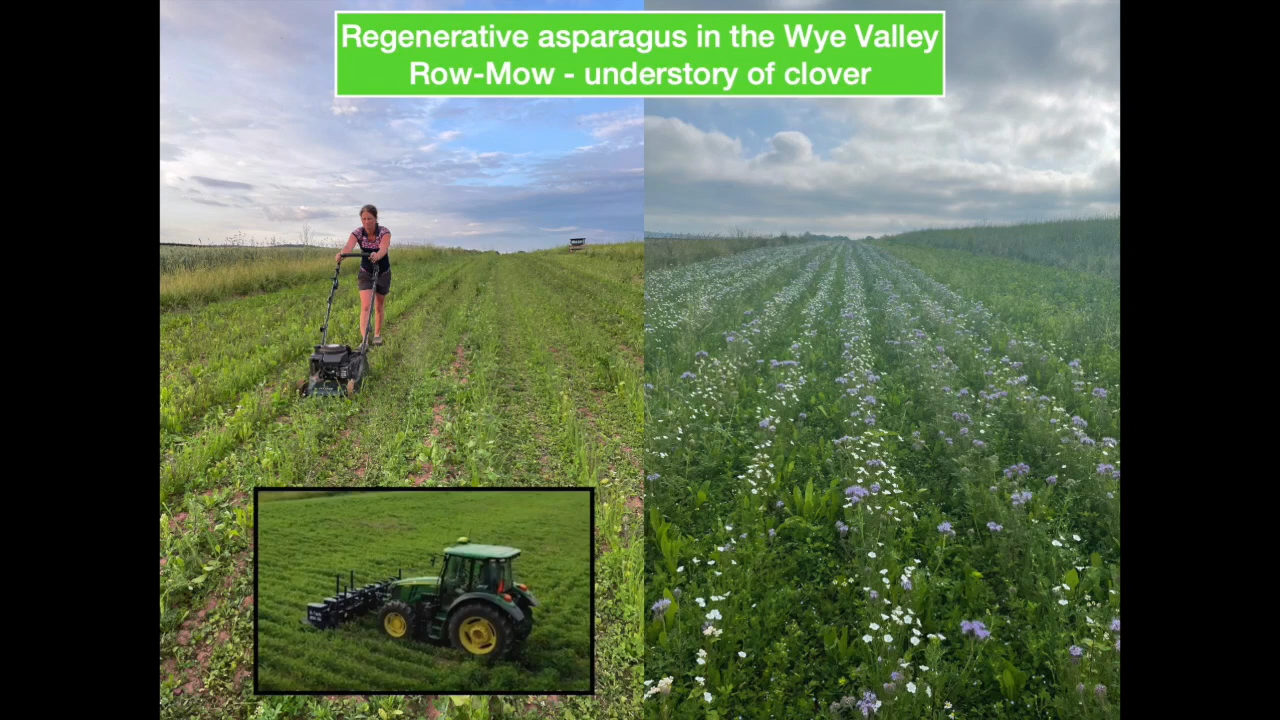 Regenerative asparagus in the Wye Valley
Row-Mow - understory of clover